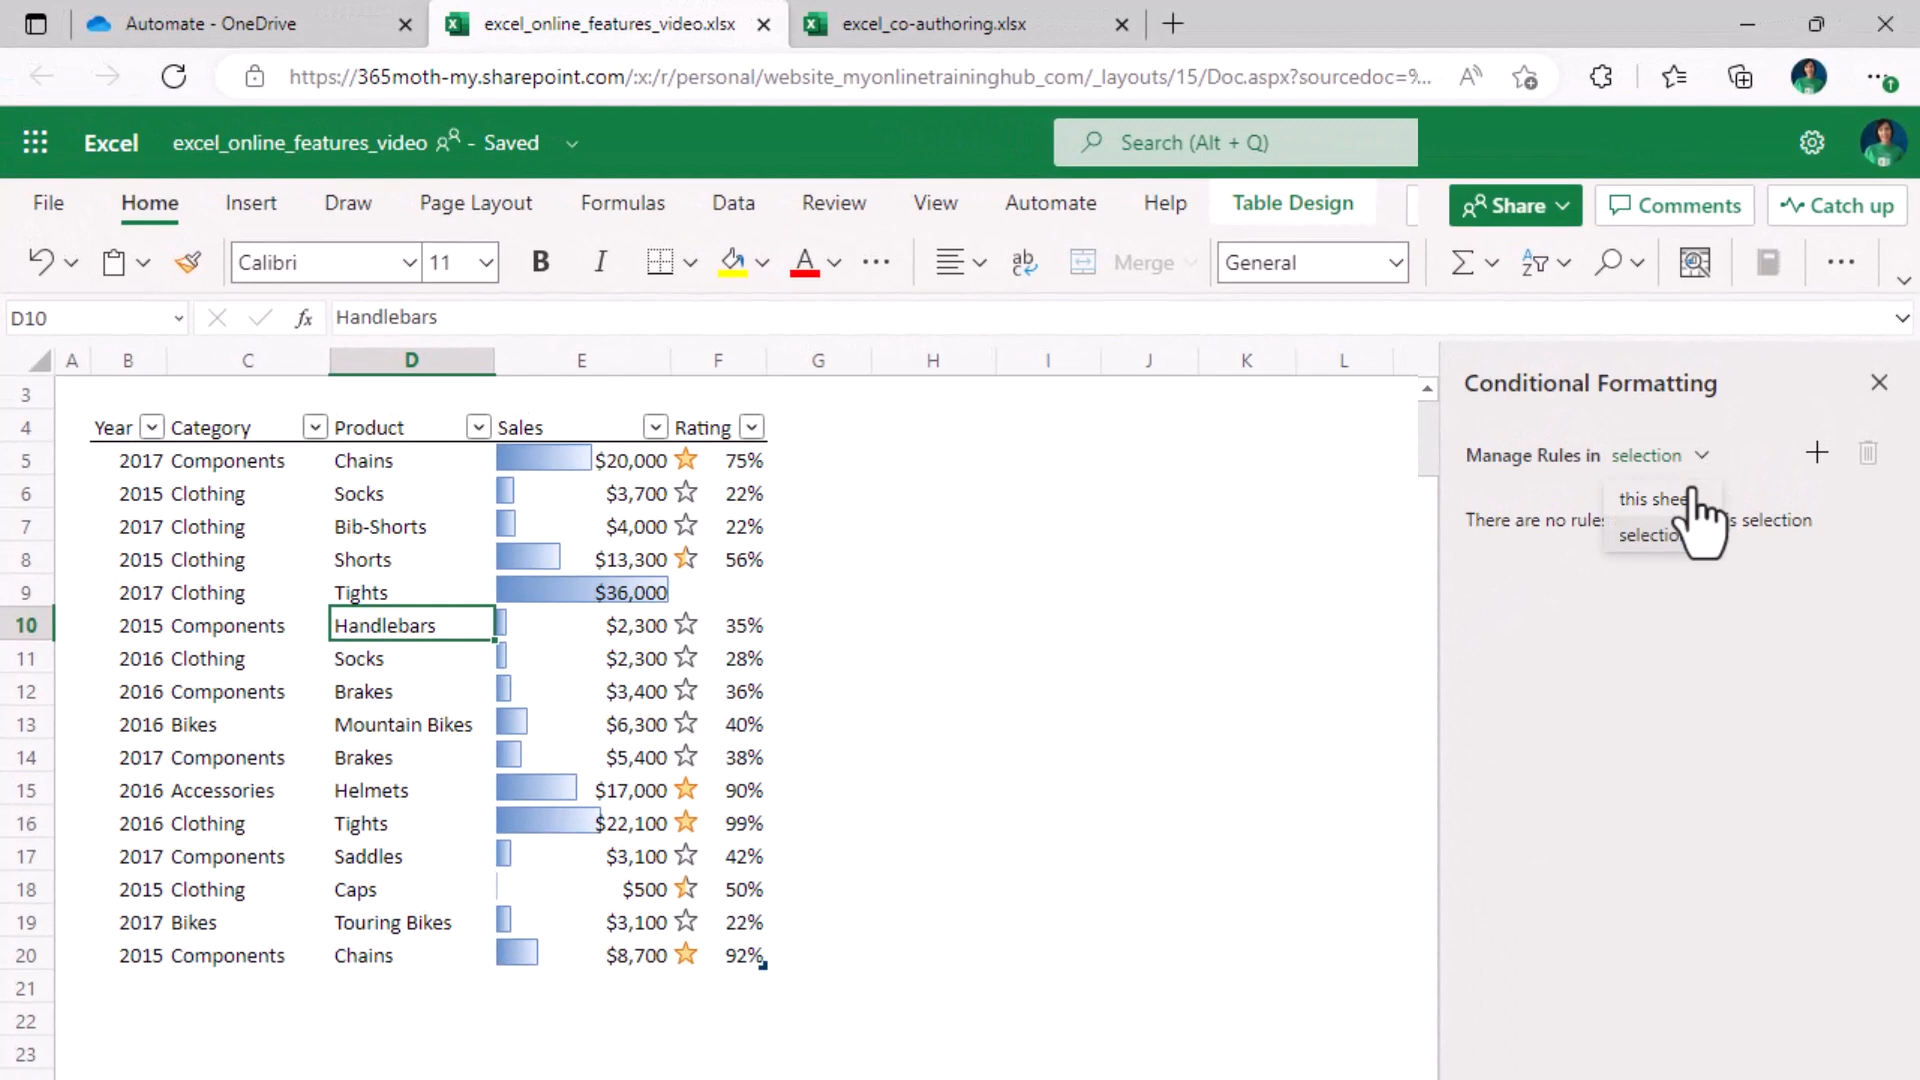 Automate - OneDrive
excel_online_features_video.xlsx
excel_co-authoring.xlsx
https://365moth-my.sharepoint.com/:x:/r/personal/website_myonlinetraininghub_com/_layouts/15/Doc.aspx?sourcedoc=%...
Excel
excel_online_features_video - Saved
Search (Alt + Q)
File Home Insert Draw Page Layout Formulas Data Review View Automate Help Table Design
Share Comments Catch up
Calibri 11 B I A ab Merge General
D10 fx Handlebars
A B C D E F G H I J K L
3
4 Year Category Product Sales Rating
5 2017 Components Chains $20,000 75%
6 2015 Clothing Socks $3,700 22%
7 2017 Clothing Bib-Shorts $4,000 22%
8 2015 Clothing Shorts $13,300 56%
9 2017 Clothing Tights $36,000
10 2015 Components Handlebars $2,300 35%
11 2016 Clothing Socks $2,300 28%
12 2016 Components Brakes $3,400 36%
13 2016 Bikes Mountain Bikes $6,300 40%
14 2017 Components Brakes $5,400 38%
15 2016 Accessories Helmets $17,000 90%
16 2016 Clothing Tights $22,100 99%
17 2017 Components Saddles $3,100 42%
18 2015 Clothing Caps $500 50%
19 2017 Bikes Touring Bikes $3,100 22%
20 2015 Components Chains $8,700 92%
21
22
23
Conditional Formatting
Manage Rules in selection
this shee
There are no rules selection
selectio